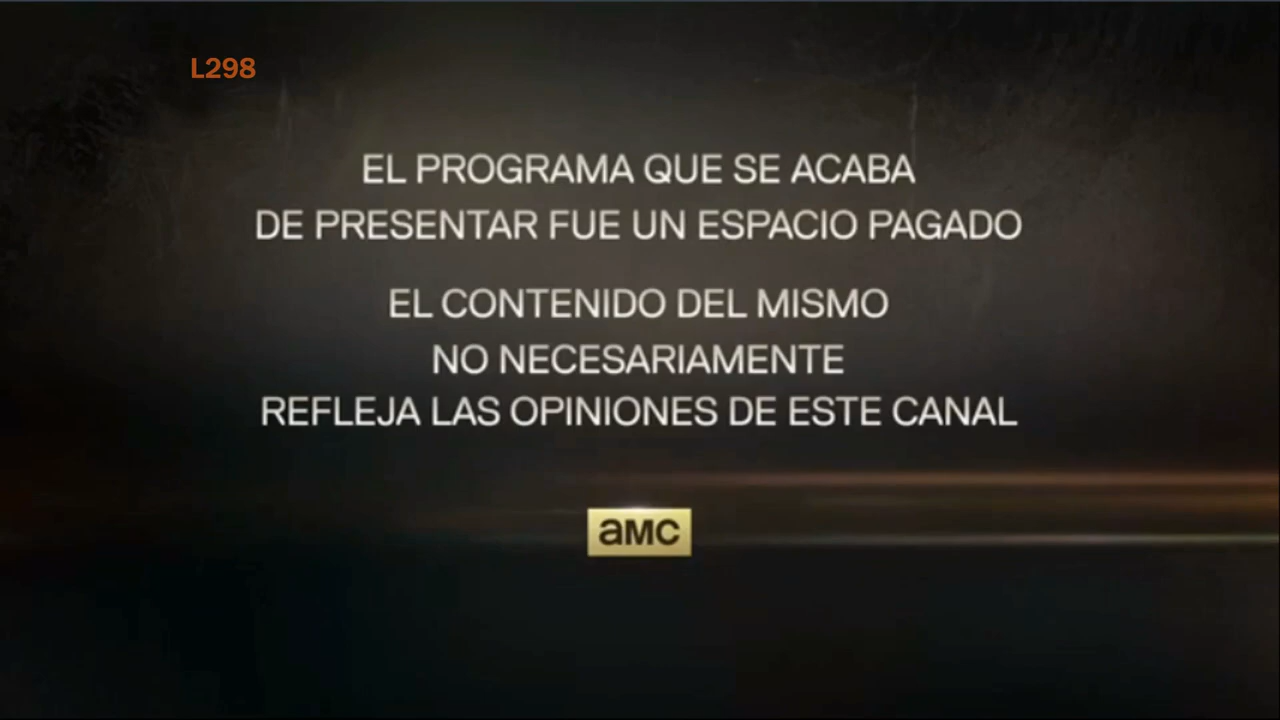 L298
EL PROGRAMA QUE SE ACABA
DE PRESENTAR FUE UN ESPACIO PAGADO
EL CONTENIDO DEL MISMO
NO NECESARIAMENTE
REFLEJA LAS OPINIONES DE ESTE CANAL
aMC